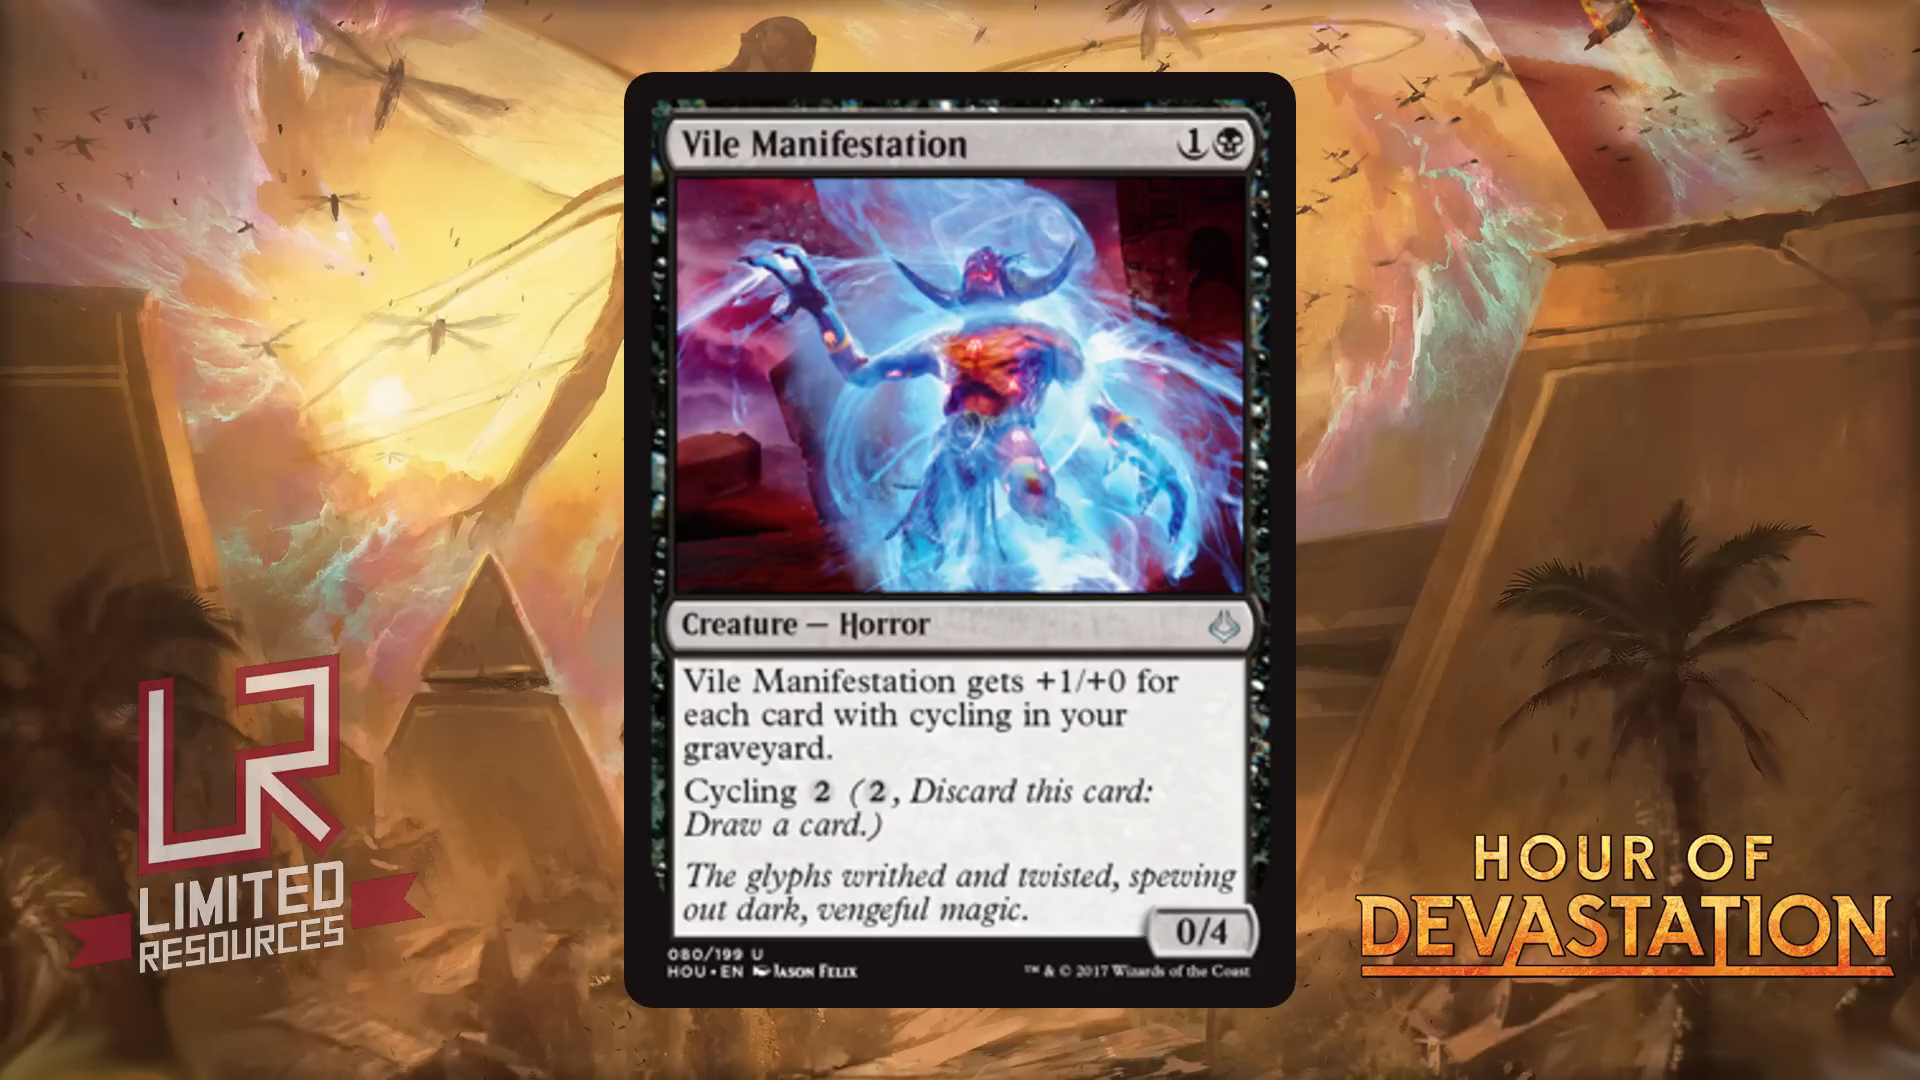 Vile Manifestation 1
Creature — Horror
Vile Manifestation gets +1/+0 for
each card with cycling in your
graveyard.
Cycling 2 (2, Discard this card:
Draw a card.)
The glyphs writhed and twisted, spewing
out dark, vengeful magic.
0/4
080/199 U
HOU • EN Jason Felix
™ & © 2017 Wizards of the Coast
LR
LIMITED
RESOURCES
HOUR OF
DEVASTATION